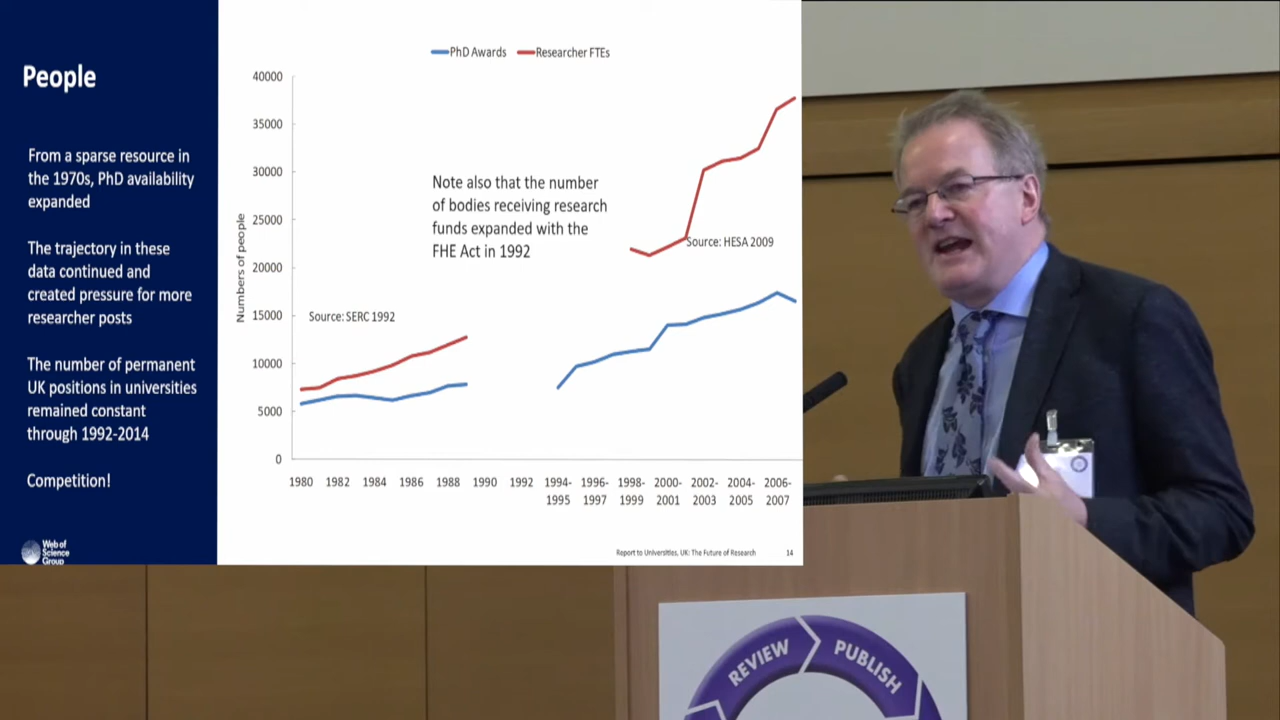 People
From a sparse resource in
the 1970s, PhD availability
expanded
The trajectory in these
data continued and
created pressure for more
researcher posts
The number of permanent
UK positions in universities
remained constant
through 1992-2014
Competition!
Web of
Science
Group
PhD Awards
Researcher FTEs
40000
35000
30000
25000
20000
15000
10000
5000
0
Numbers of people
Note also that the number
of bodies receiving research
funds expanded with the
FHE Act in 1992
Source: HESA 2009
Source: SERC 1992
1980 1982 1984 1986 1988 1990 1992 1994- 1996- 1998- 2000- 2002- 2004- 2006-
1995 1997 1999 2001 2003 2005 2007
Report to Universities, UK: The Future of Research 14
REVIEW
PUBLISH